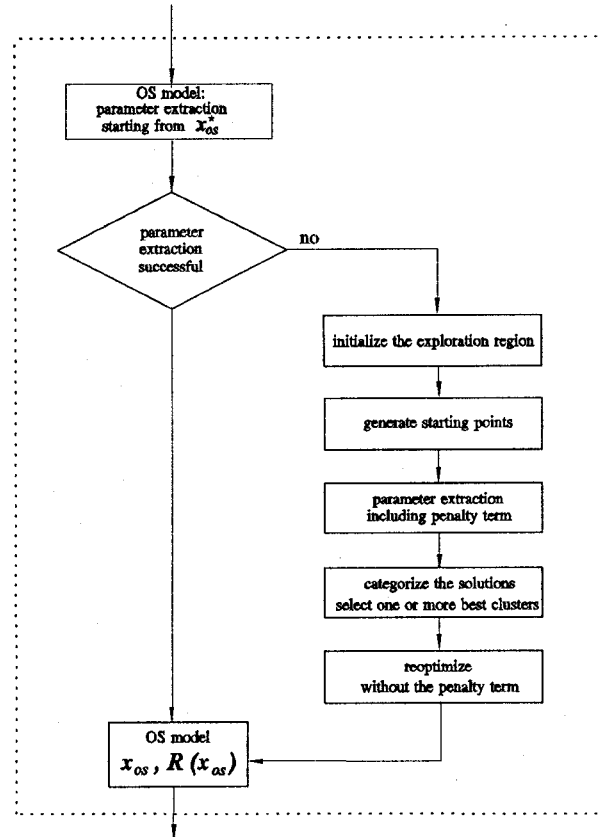 OS model:
parameter extraction
starting from x*os
parameter
extraction
successful
no
initialize the exploration region
generate starting points
parameter extraction
including penalty term
categorize the solutions
select one or more best clusters
reoptimize
without the penalty term
OS model
xos , R (xos)